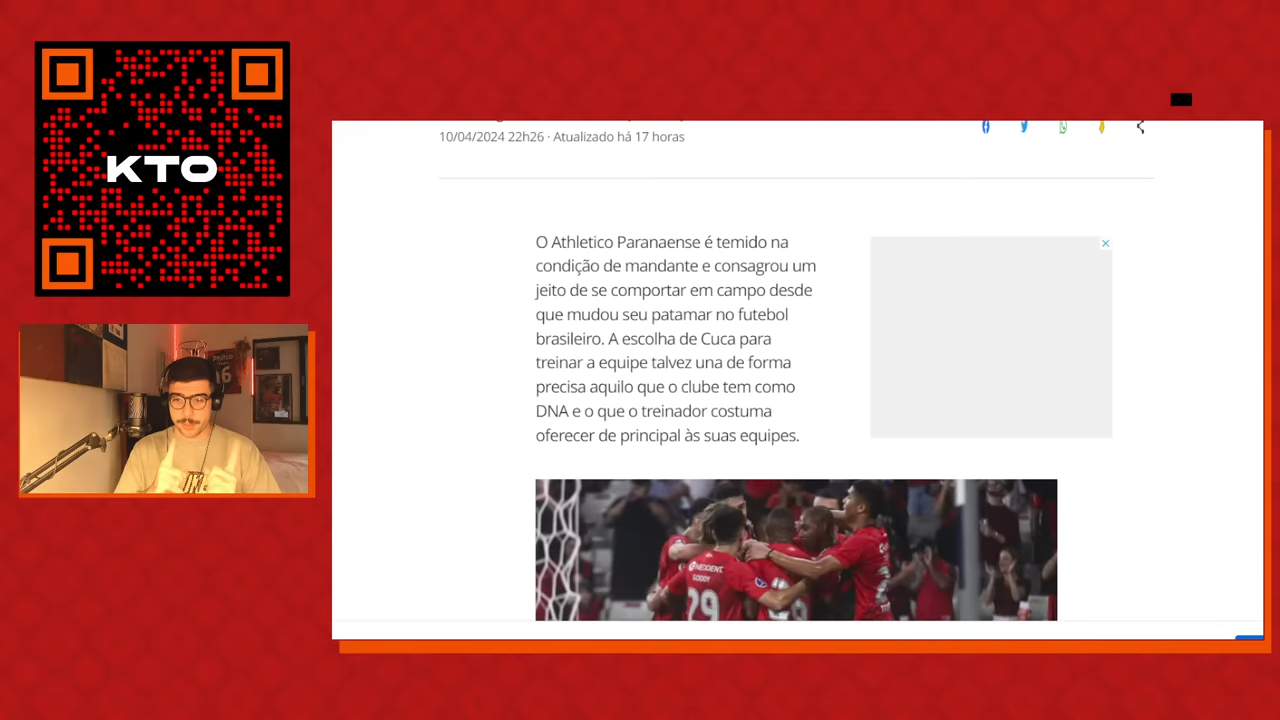 KTO
10/04/2024 22h26 · Atualizado há 17 horas
O Athletico Paranaense é temido na
condição de mandante e consagrou um
jeito de se comportar em campo desde
que mudou seu patamar no futebol
brasileiro. A escolha de Cuca para
treinar a equipe talvez una de forma
precisa aquilo que o clube tem como
DNA e o que o treinador costuma
oferecer de principal às suas equipes.
NEODENT
GODOY
29